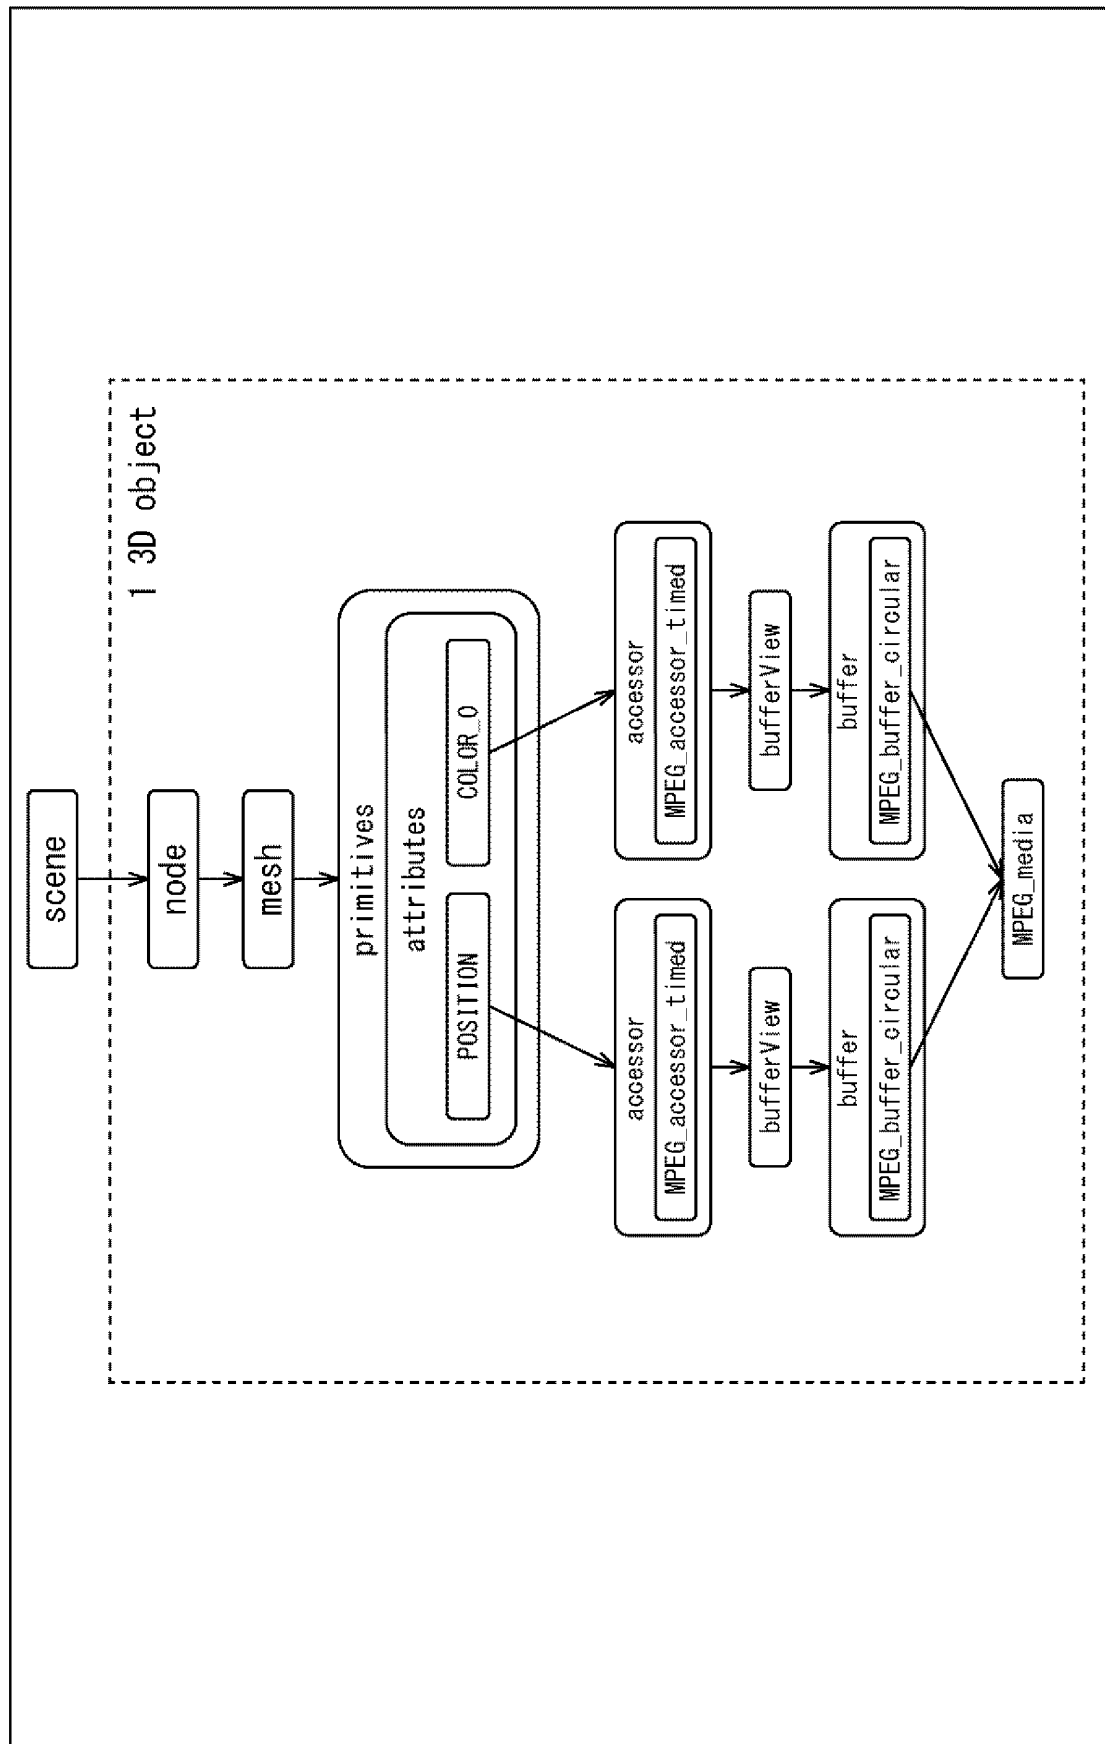 scene
1 3D object
node
mesh
primitives
attributes
POSITION
COLOR_0
accessor
MPEG_accessor_timed
accessor
MPEG_accessor_timed
bufferView
bufferView
buffer
MPEG_buffer_circular
buffer
MPEG_buffer_circular
MPEG_media